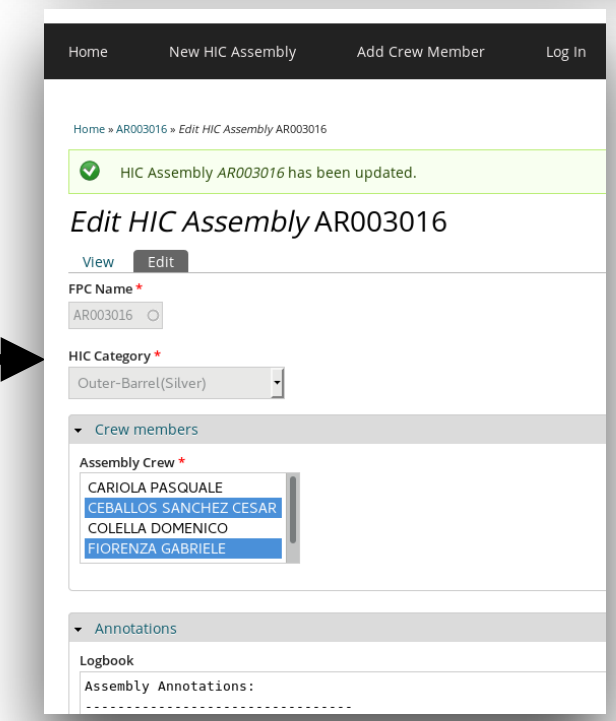 Home New HIC Assembly Add Crew Member Log In
Home » AR003016 » Edit HIC Assembly AR003016
HIC Assembly AR003016 has been updated.
Edit HIC Assembly AR003016
View Edit
FPC Name *
AR003016
HIC Category *
Outer-Barrel(Silver)
Crew members
Assembly Crew *
CARIOLA PASQUALE
CEBALLOS SANCHEZ CESAR
COLELLA DOMENICO
FIORENZA GABRIELE
Annotations
Logbook
Assembly Annotations:
---------------------------------